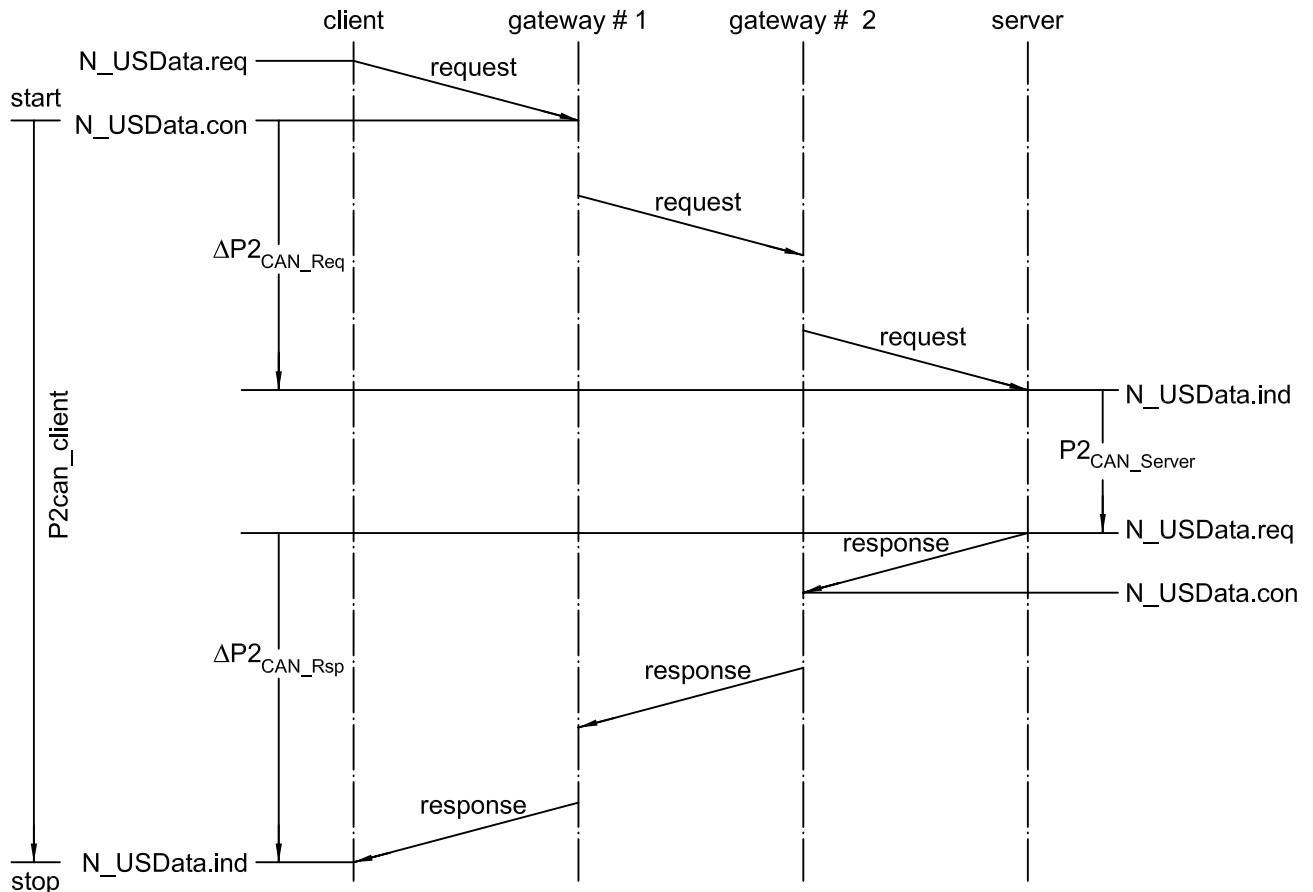 client
gateway # 1
gateway # 2
server
N_USData.req
request
start
N_USData.con
request
ΔP2CAN_Req
request
N_USData.ind
P2can_client
P2CAN_Server
N_USData.req
response
N_USData.con
ΔP2CAN_Rsp
response
response
N_USData.ind
stop